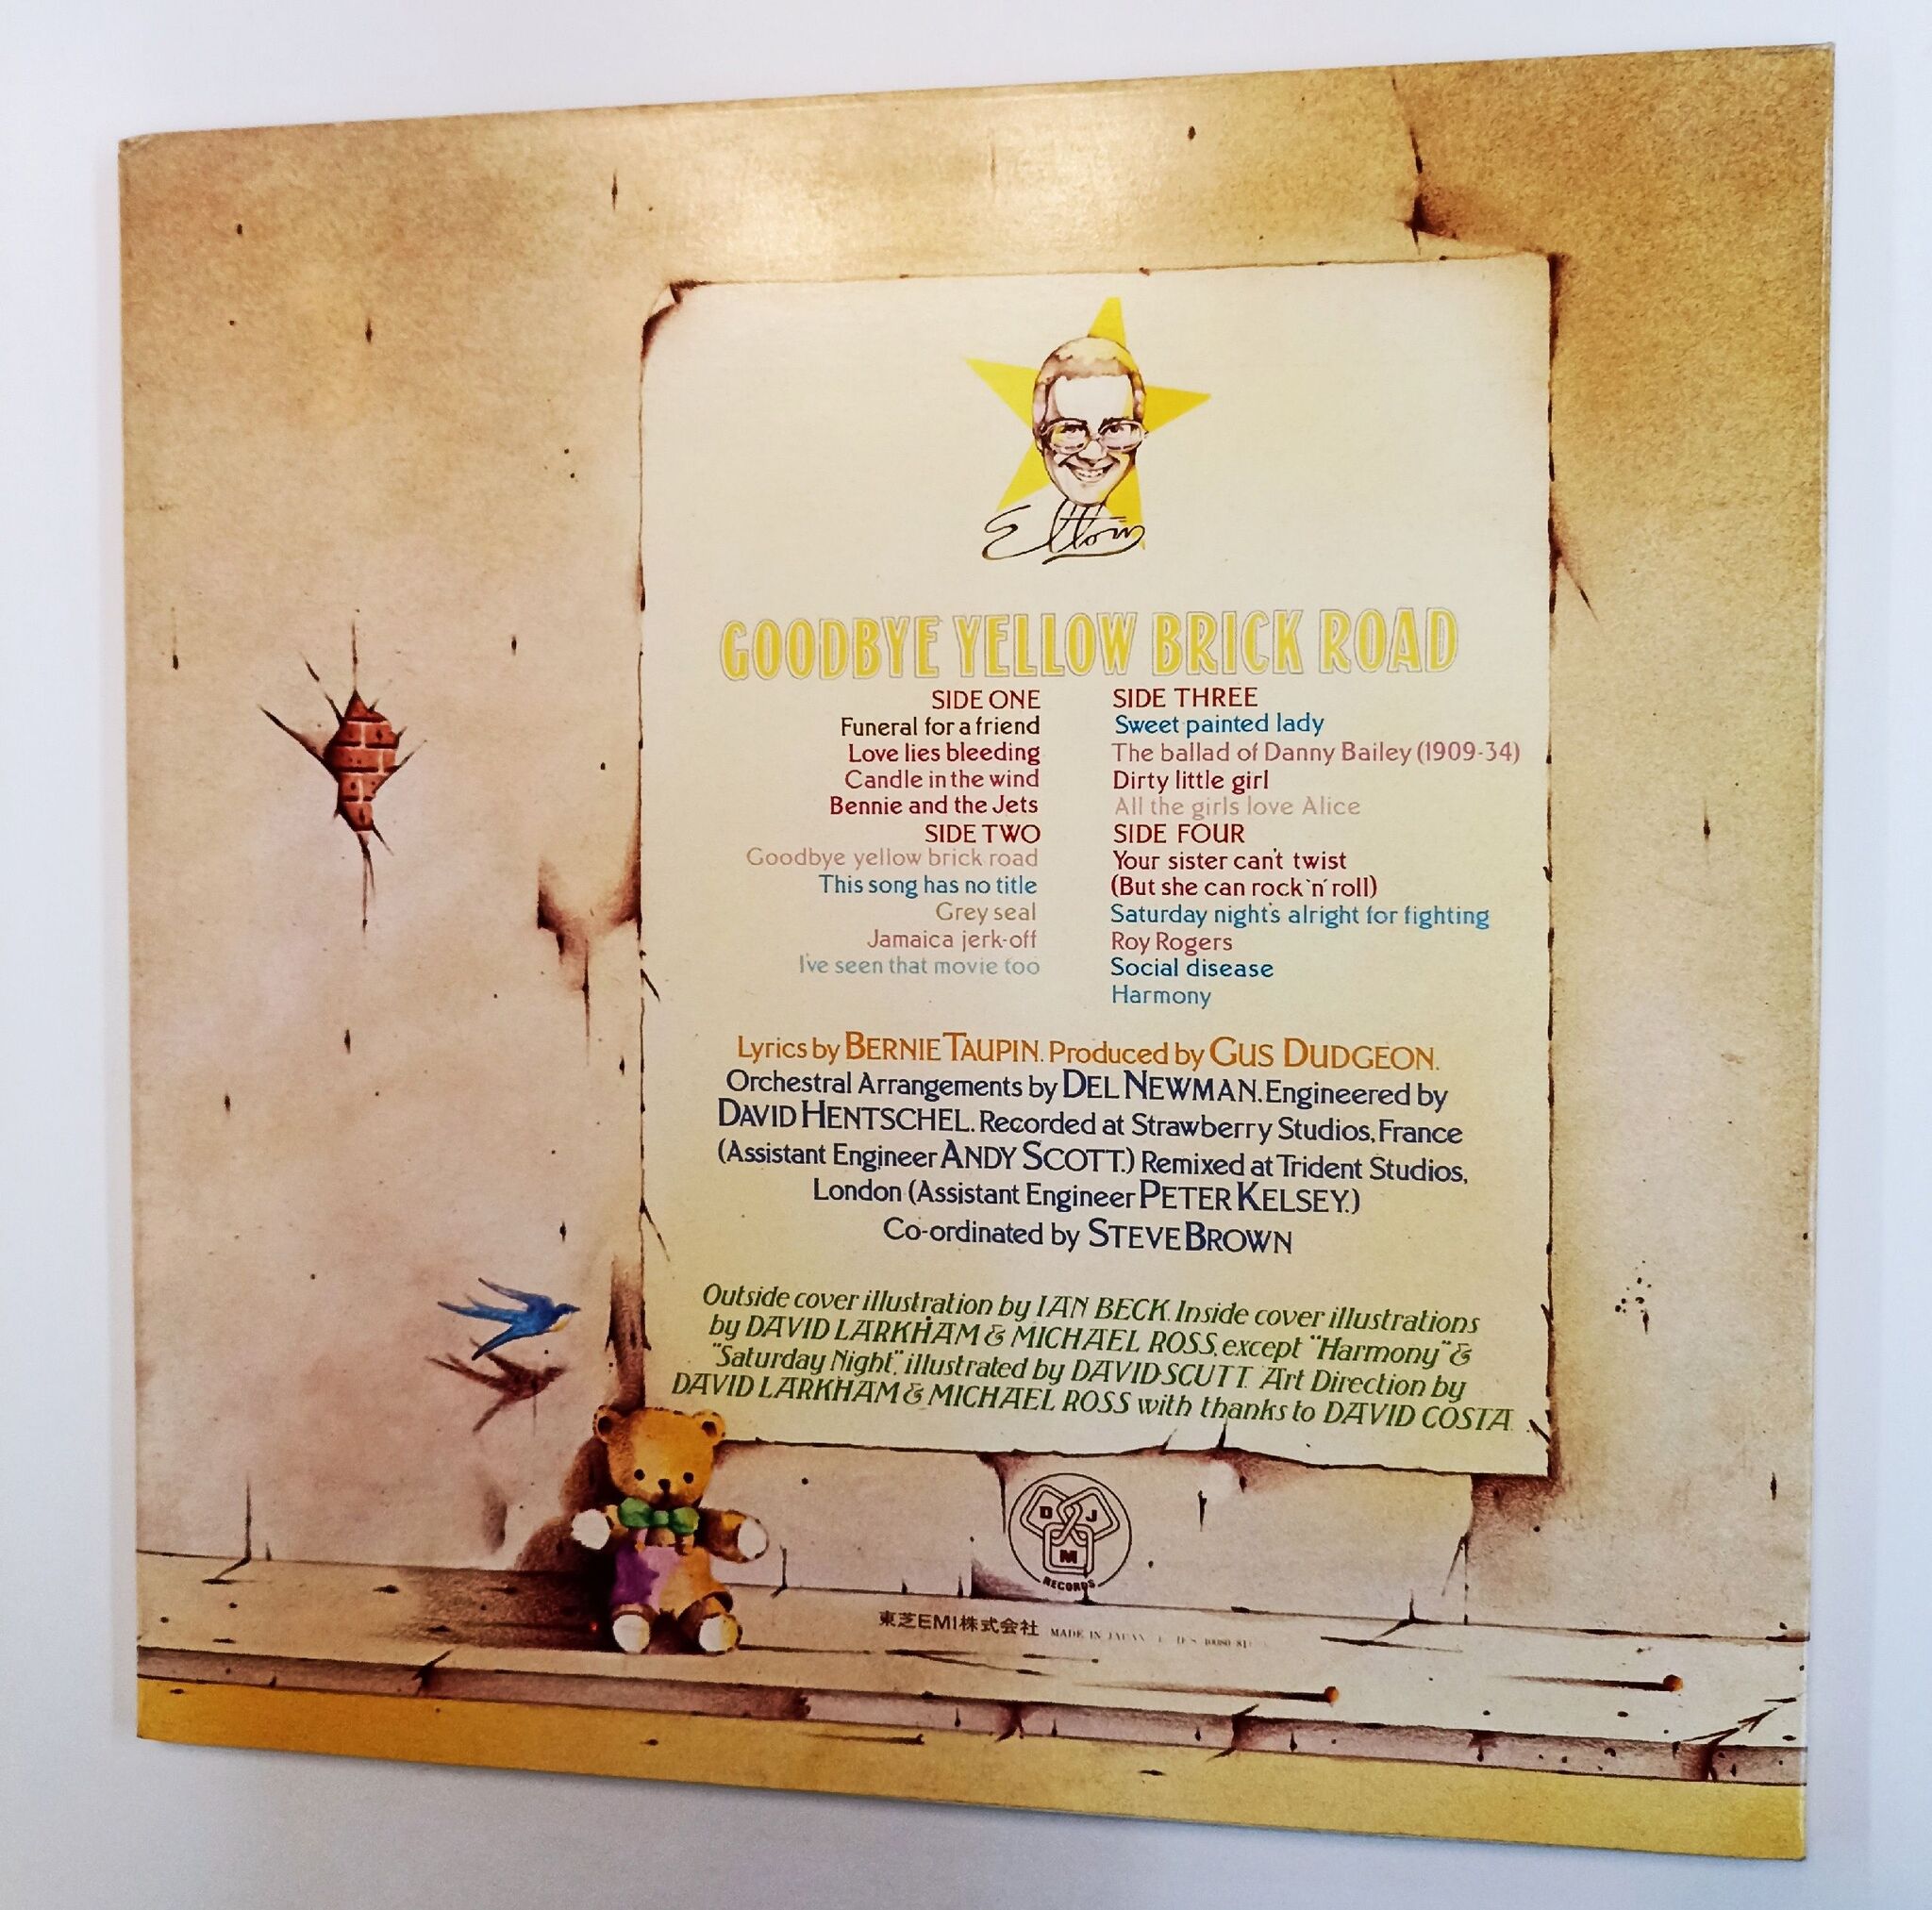 Elton
GOODBYE YELLOW BRICK ROAD
SIDE ONE
Funeral for a friend
Love lies bleeding
Candle in the wind
Bennie and the Jets
SIDE TWO
Goodbye yellow brick road
This song has no title
Grey seal
Jamaica jerk-off
I've seen that movie too
SIDE THREE
Sweet painted lady
The ballad of Danny Bailey (1909-34)
Dirty little girl
All the girls love Alice
SIDE FOUR
Your sister can't twist
(But she can rock 'n' roll)
Saturday night's alright for fighting
Roy Rogers
Social disease
Harmony
Lyrics by BERNIE TAUPIN. Produced by GUS DUDGEON.
Orchestral Arrangements by DEL NEWMAN. Engineered by
DAVID HENTSCHEL. Recorded at Strawberry Studios, France
(Assistant Engineer ANDY SCOTT.) Remixed at Trident Studios,
London (Assistant Engineer PETER KELSEY.)
Co-ordinated by STEVE BROWN
Outside cover illustration by IAN BECK. Inside cover illustrations
by DAVID LARKHAM & MICHAEL ROSS, except "Harmony" &
"Saturday Night", illustrated by DAVID SCUTT. Art Direction by
DAVID LARKHAM & MICHAEL ROSS with thanks to DAVID COSTA
D J
M
RECORDS
東芝EMI株式会社 MADE IN JAPAN